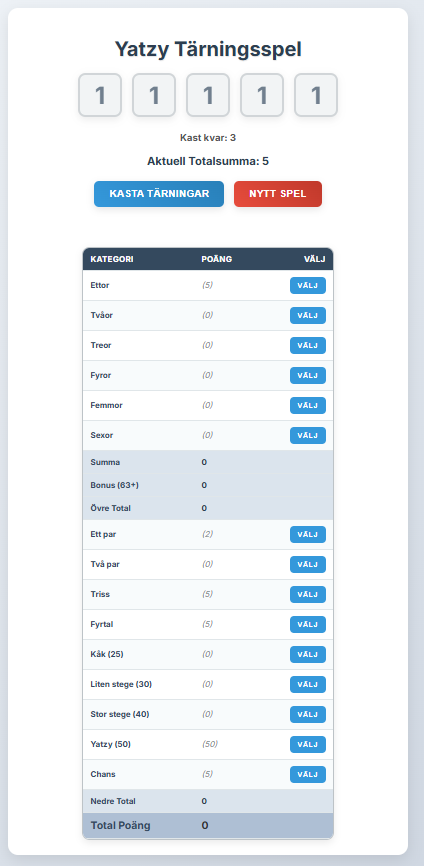 Yatzy Tärningsspel
1 1 1 1 1
Kast kvar: 3
Aktuell Totalsumma: 5
KASTA TÄRNINGAR NYTT SPEL
KATEGORI POÄNG VÄLJ
Ettor (5) VÄLJ
Tvåor (0) VÄLJ
Treor (0) VÄLJ
Fyror (0) VÄLJ
Femmor (0) VÄLJ
Sexor (0) VÄLJ
Summa 0
Bonus (63+) 0
Övre Total 0
Ett par (2) VÄLJ
Två par (0) VÄLJ
Triss (5) VÄLJ
Fyrtal (5) VÄLJ
Kåk (25) (0) VÄLJ
Liten stege (30) (0) VÄLJ
Stor stege (40) (0) VÄLJ
Yatzy (50) (50) VÄLJ
Chans (5) VÄLJ
Nedre Total 0
Total Poäng 0